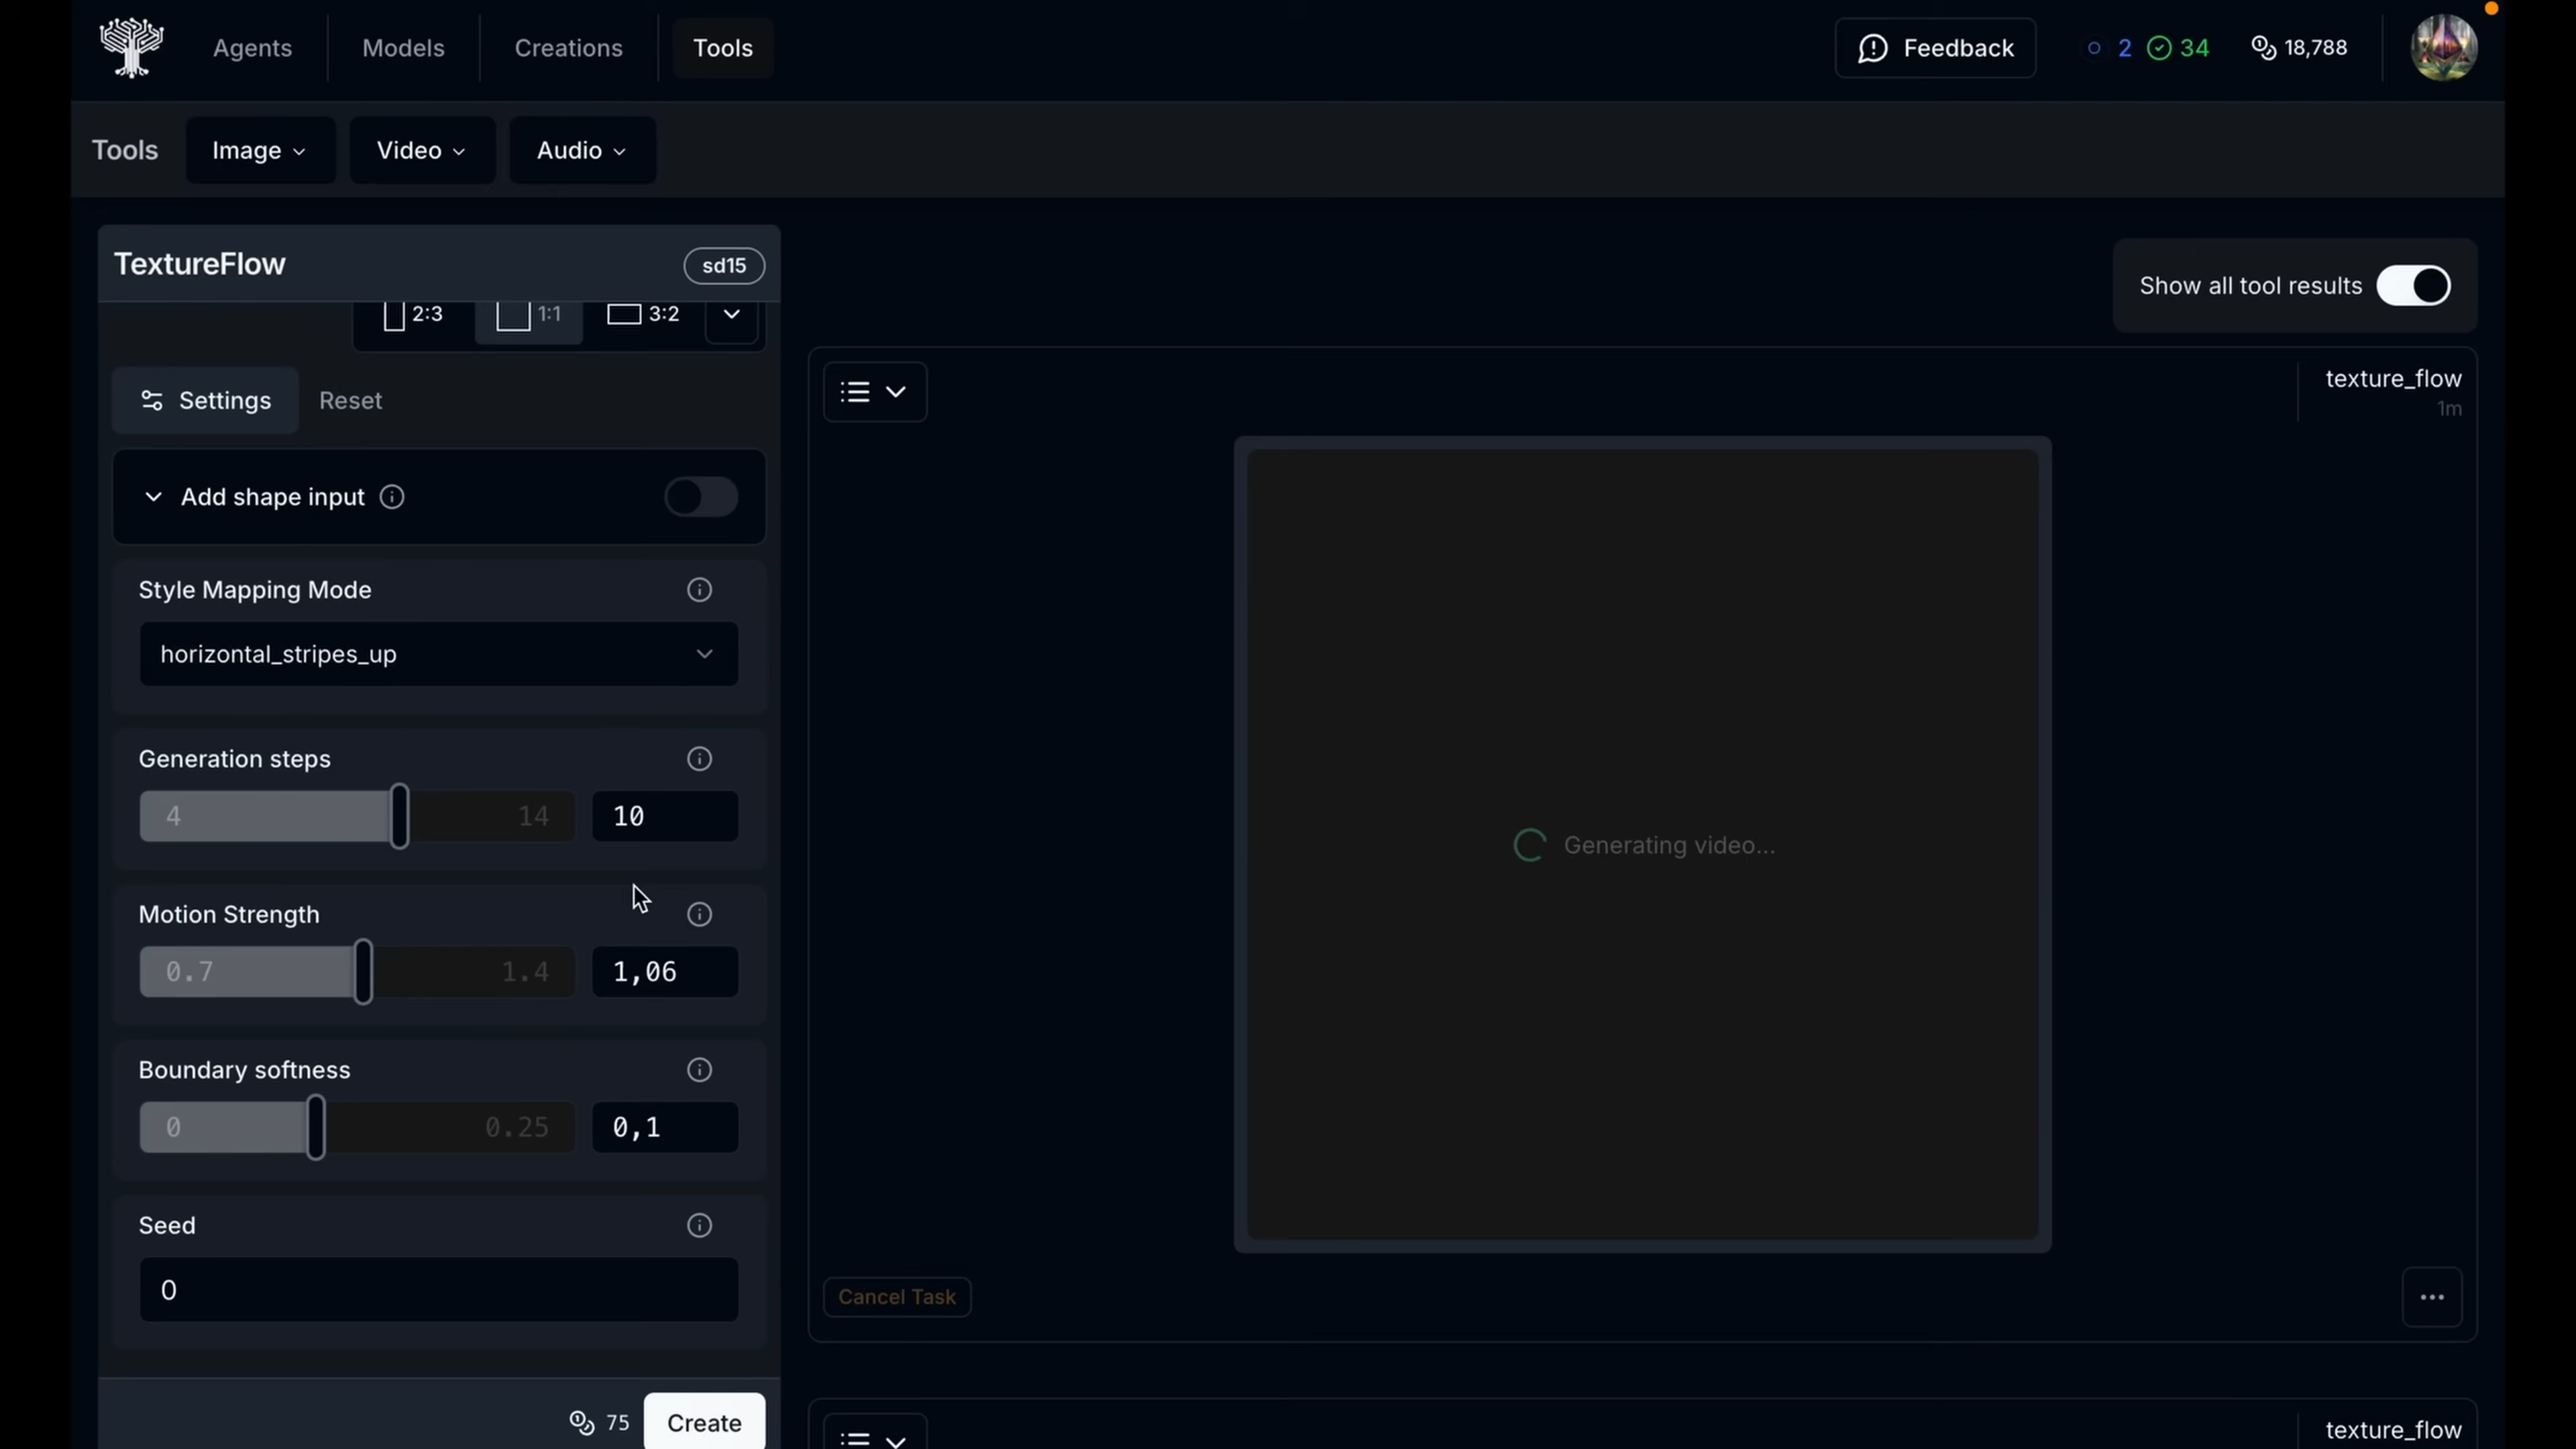 Agents
Models
Creations
Tools
Feedback
2
34
18,788
Tools
Image
Video
Audio
TextureFlow
sd15
Show all tool results
2:3
1:1
3:2
Settings
Reset
texture_flow
1m
Add shape input
Style Mapping Mode
horizontal_stripes_up
Generation steps
4
14
10
Generating video...
Motion Strength
0.7
1.4
1,06
Boundary softness
0
0.25
0,1
Seed
0
Cancel Task
75
Create
texture_flow